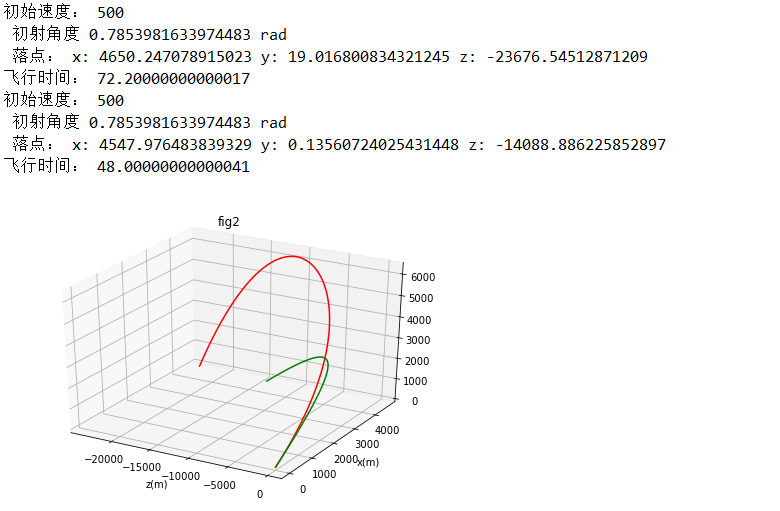 初始速度: 500
初射角度 0.7853981633974483 rad
落点: x: 4650.247078915023 y: 19.016800834321245 z: -23676.54512871209
飞行时间: 72.20000000000017
初始速度: 500
初射角度 0.7853981633974483 rad
落点: x: 4547.976483839329 y: 0.13560724025431448 z: -14088.886225852897
飞行时间: 48.00000000000041
fig2
6000
5000
4000
3000
2000
1000
0
4000
3000
2000
1000
0
x(m)
-20000
-15000
-10000
-5000
0
z(m)